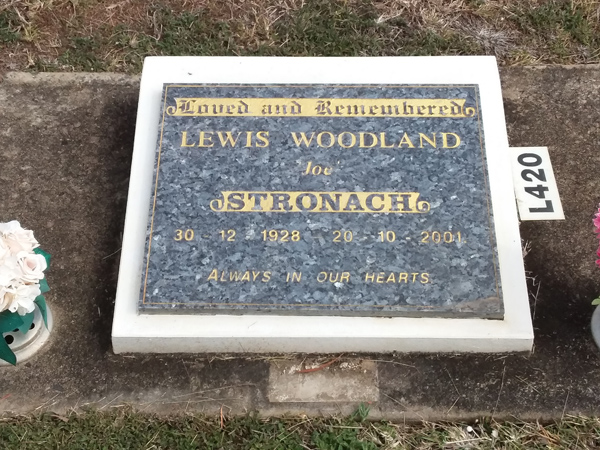 Loved and Remembered
LEWIS WOODLAND
"Joe"
STRONACH
30 - 12 - 1928 20 - 10 - 2001
ALWAYS IN OUR HEARTS
L420